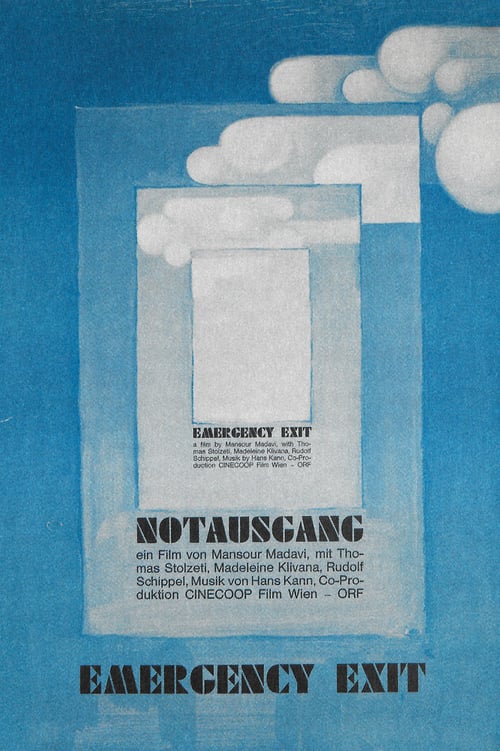 EMERGENCY EXIT
a film by Mansour Madavi, with Tho-
mas Stolzeti, Madeleine Klivana, Rudolf
Schippel, Musik by Hans Kann, Co-Pro-
duction CINECOOP Film Wien – ORF
NOTAUSGANG
ein Film von Mansour Madavi, mit Tho-
mas Stolzeti, Madeleine Klivana, Rudolf
Schippel, Musik von Hans Kann, Co-Pro-
duktion CINECOOP Film Wien – ORF
EMERGENCY EXIT